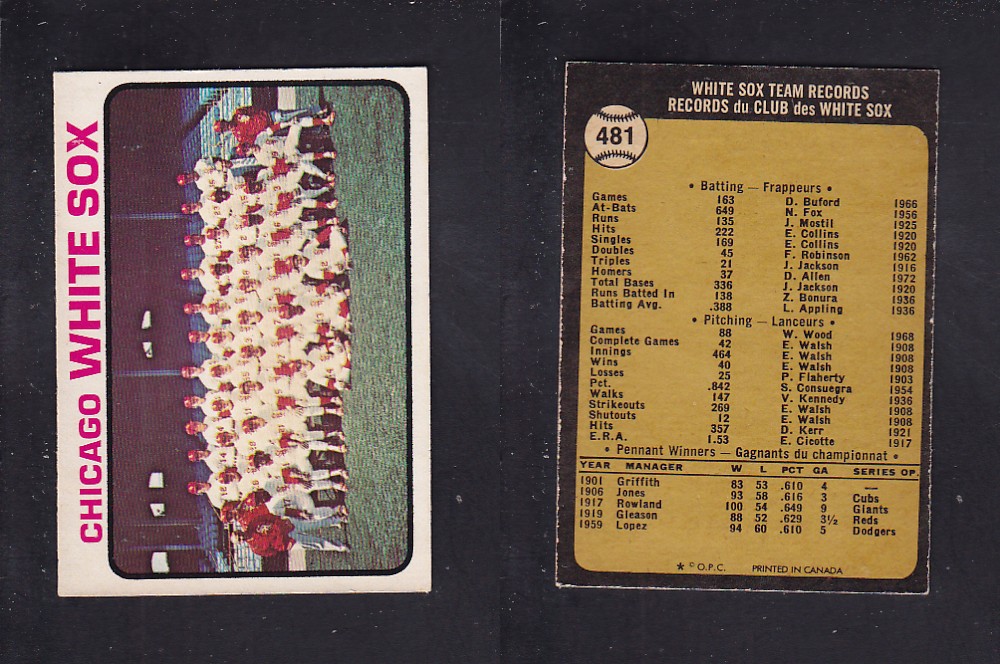 CHICAGO WHITE SOX
WHITE SOX TEAM RECORDS
RECORDS du CLUB des WHITE SOX
481
• Batting — Frappeurs •
Games 163 D. Buford 1966
At-Bats 649 N. Fox 1956
Runs 135 J. Mostil 1925
Hits 222 E. Collins 1920
Singles 169 E. Collins 1920
Doubles 45 F. Robinson 1962
Triples 21 J. Jackson 1916
Homers 37 D. Allen 1972
Total Bases 336 J. Jackson 1920
Runs Batted In 138 Z. Bonura 1936
Batting Avg. .388 L. Appling 1936
• Pitching — Lanceurs •
Games 88 W. Wood 1968
Complete Games 42 E. Walsh 1908
Innings 464 E. Walsh 1908
Wins 40 E. Walsh 1908
Losses 25 P. Flaherty 1903
Pct. .842 S. Consuegra 1954
Walks 147 V. Kennedy 1936
Strikeouts 269 E. Walsh 1908
Shutouts 12 E. Walsh 1908
Hits 357 D. Kerr 1921
E.R.A. 1.53 E. Cicotte 1917
• Pennant Winners — Gagnants du championnat •
YEAR MANAGER W L PCT GA SERIES OP.
1901 Griffith 83 53 .610 4 —
1906 Jones 93 58 .616 3 Cubs
1917 Rowland 100 54 .649 9 Giants
1919 Gleason 88 52 .629 3½ Reds
1959 Lopez 94 60 .610 5 Dodgers
* © O.P.C. PRINTED IN CANADA